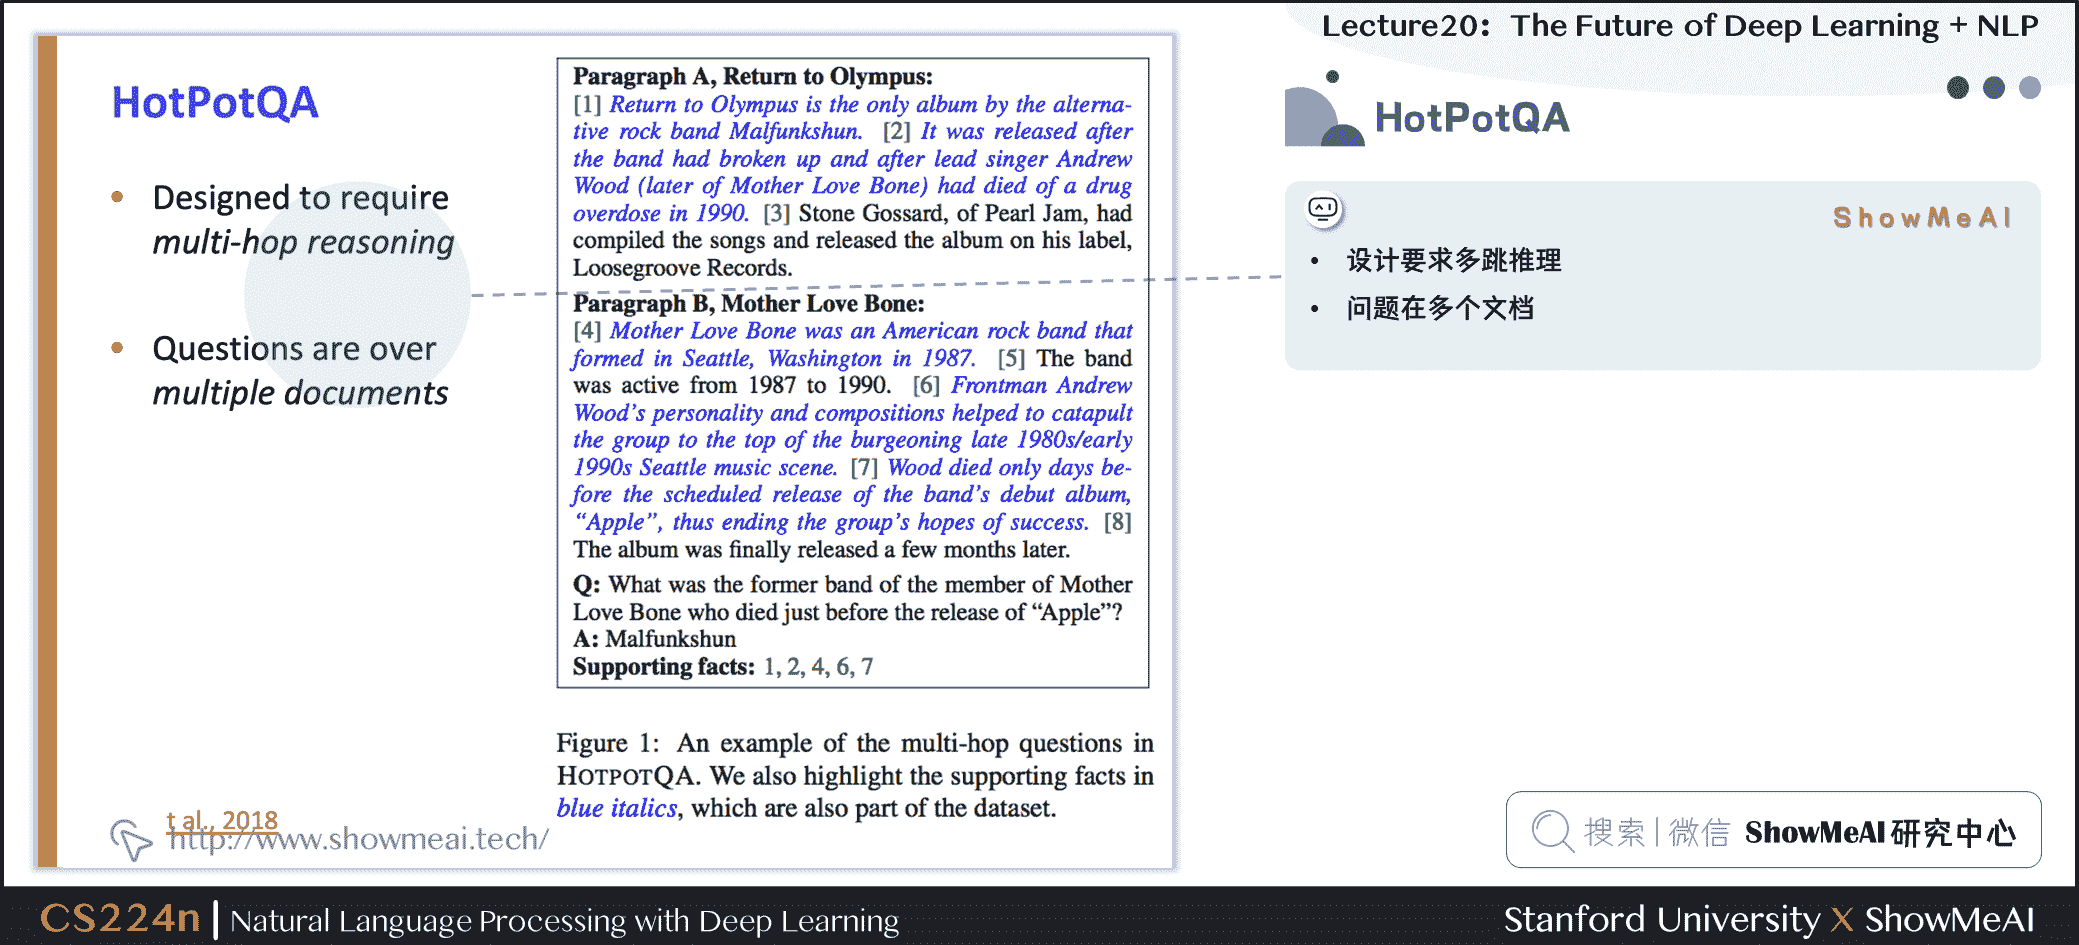 Lecture20： The Future of Deep Learning + NLP
HotPotQA
Designed to require
multi-hop reasoning
Questions are over
multiple documents
Paragraph A, Return to Olympus:
[1] Return to Olympus is the only album by the alterna-
tive rock band Malfunkshun. [2] It was released after
the band had broken up and after lead singer Andrew
Wood (later of Mother Love Bone) had died of a drug
overdose in 1990. [3] Stone Gossard, of Pearl Jam, had
compiled the songs and released the album on his label,
Loosegroove Records.
Paragraph B, Mother Love Bone:
[4] Mother Love Bone was an American rock band that
formed in Seattle, Washington in 1987. [5] The band
was active from 1987 to 1990. [6] Frontman Andrew
Wood's personality and compositions helped to catapult
the group to the top of the burgeoning late 1980s/early
1990s Seattle music scene. [7] Wood died only days be-
fore the scheduled release of the band's debut album,
“Apple”, thus ending the group's hopes of success. [8]
The album was finally released a few months later.
Q: What was the former band of the member of Mother
Love Bone who died just before the release of “Apple”?
A: Malfunkshun
Supporting facts: 1, 2, 4, 6, 7
Figure 1: An example of the multi-hop questions in
HOTPOTQA. We also highlight the supporting facts in
blue italics, which are also part of the dataset.
t al., 2018
http://www.showmeai.tech/
HotPotQA
ShowMeAI
• 设计要求多跳推理
• 问题在多个文档
搜索|微信 ShowMeAI研究中心
CS224n | Natural Language Processing with Deep Learning
Stanford University X ShowMeAI